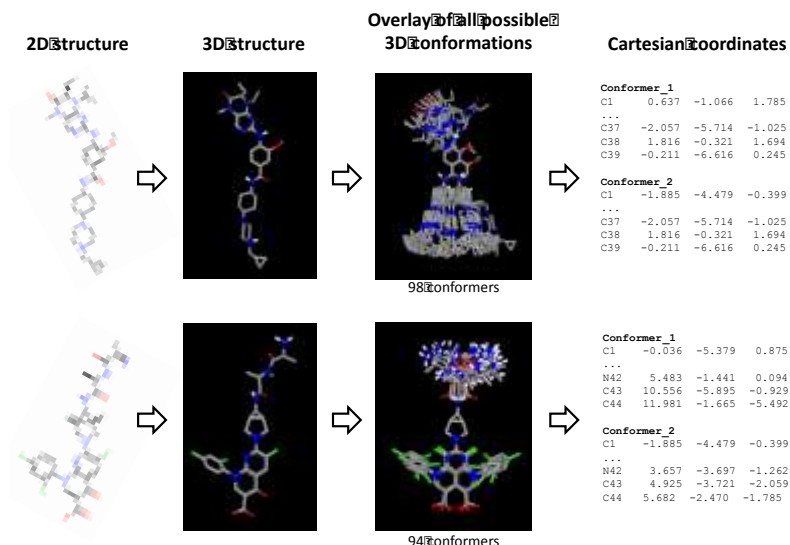 2D structure
3D structure
Overlay of all possible
3D conformations
Cartesian coordinates
98 conformers
Conformer_1
C1 0.637 -1.066 1.785
...
C37 -2.057 -5.714 -1.025
C38 1.816 -0.321 1.694
C39 -0.211 -6.616 0.245
Conformer_2
C1 -1.885 -4.479 -0.399
...
C37 -2.057 -5.714 -1.025
C38 1.816 -0.321 1.694
C39 -0.211 -6.616 0.245
94 conformers
Conformer_1
C1 -0.036 -5.379 0.875
...
N42 5.483 -1.441 0.094
C43 10.556 -5.895 -0.929
C44 11.981 -1.665 -5.492
Conformer_2
C1 -1.885 -4.479 -0.399
...
N42 3.657 -3.697 -1.262
C43 4.925 -3.721 -2.059
C44 5.682 -2.470 -1.785